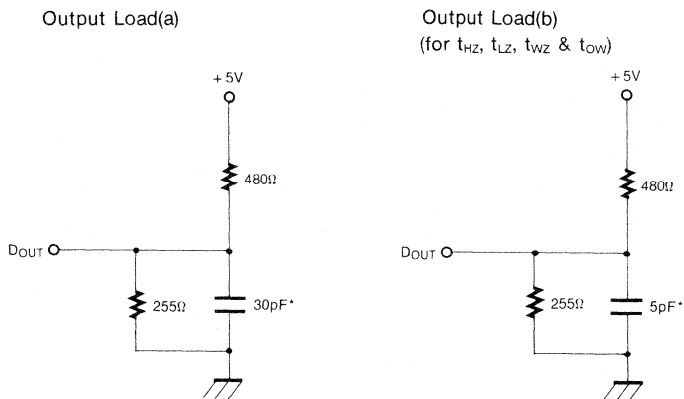 Output Load(a)
+5V
480Ω
DOUT
255Ω
30pF*
Output Load(b)
(for tHZ, tLZ, tWZ & tOW)
+5V
480Ω
DOUT
255Ω
5pF*